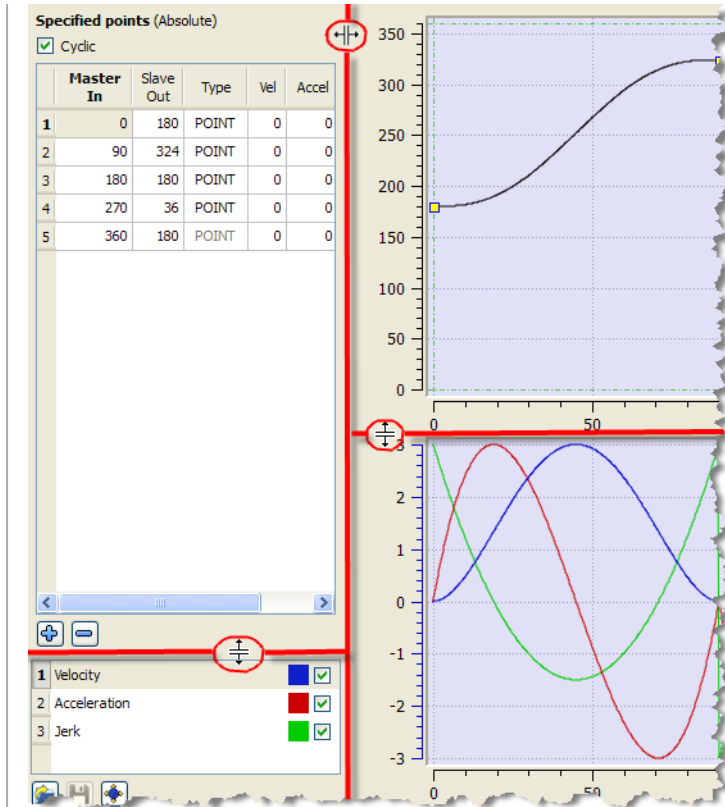 Specified points (Absolute)
Cyclic
Master In Slave Out Type Vel Accel
1 0 180 POINT 0 0
2 90 324 POINT 0 0
3 180 180 POINT 0 0
4 270 36 POINT 0 0
5 360 180 POINT 0 0
1 Velocity
2 Acceleration
3 Jerk
350
300
250
200
150
100
50
0
0 50
3
2
1
0
-1
-2
-3
0 50